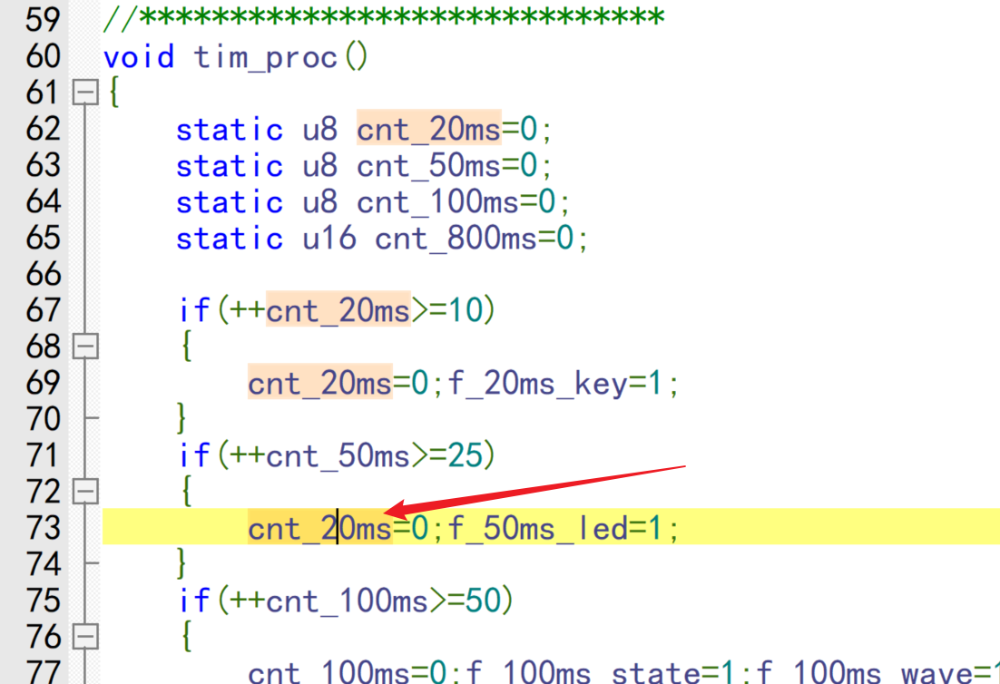 59 //*****************************
60 void tim_proc()
61 {
62 static u8 cnt_20ms=0;
63 static u8 cnt_50ms=0;
64 static u8 cnt_100ms=0;
65 static u16 cnt_800ms=0;
66
67 if(++cnt_20ms>=10)
68 {
69 cnt_20ms=0;f_20ms_key=1;
70 }
71 if(++cnt_50ms>=25)
72 {
73 cnt_20ms=0;f_50ms_led=1;
74 }
75 if(++cnt_100ms>=50)
76 {
77 cnt_100ms=0;f_100ms_state=1;f_100ms_wave=1